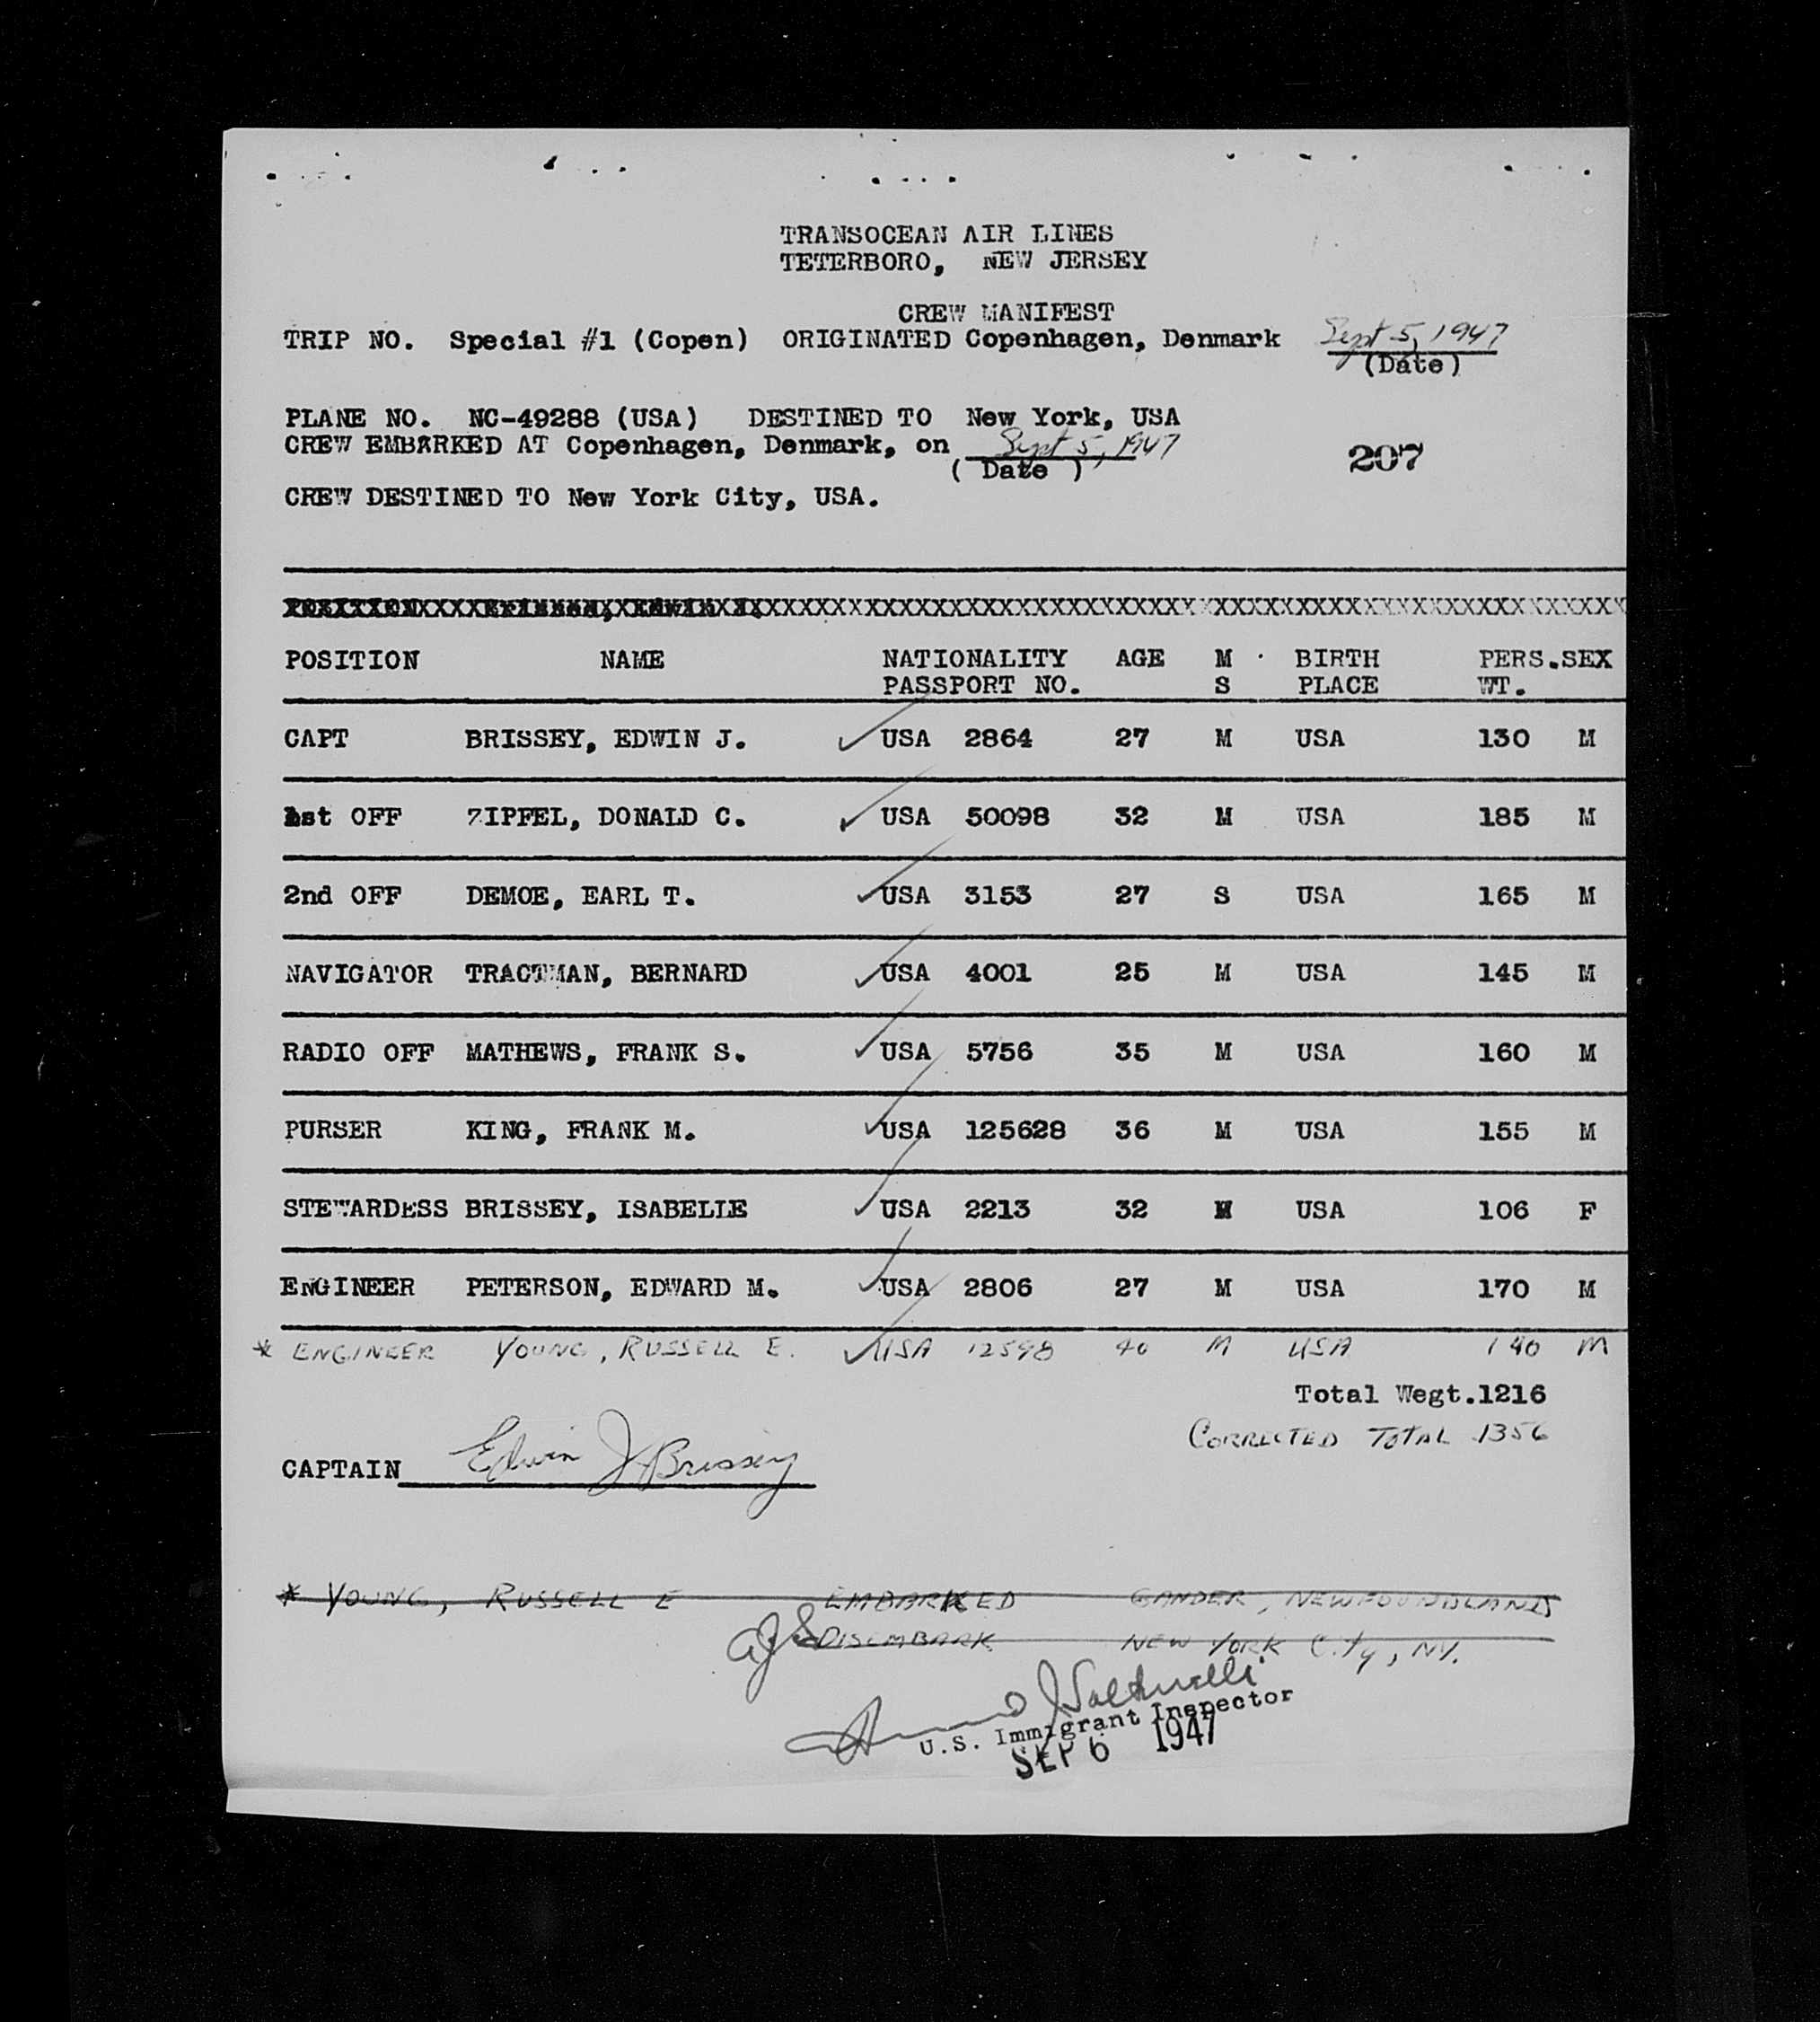 TRANSOCEAN AIR LINES
TETERBORO, NEW JERSEY
CREW MANIFEST
TRIP NO. Special #1 (Copen) ORIGINATED Copenhagen, Denmark Sept 5, 1947
(Date)
PLANE NO. NC-49288 (USA) DESTINED TO New York, USA
CREW EMBARKED AT Copenhagen, Denmark, on Sept 5, 1947
( Date )
207
CREW DESTINED TO New York City, USA.
POSITION NAME NATIONALITY AGE M BIRTH PERS. SEX
PASSPORT NO. S PLACE WT.
CAPT BRISSEY, EDWIN J. USA 2864 27 M USA 130 M
1st OFF ZIPFEL, DONALD C. USA 50098 32 M USA 185 M
2nd OFF DEMOE, EARL T. USA 3153 27 S USA 165 M
NAVIGATOR TRACTMAN, BERNARD USA 4001 25 M USA 145 M
RADIO OFF MATHEWS, FRANK S. USA 5756 35 M USA 160 M
PURSER KING, FRANK M. USA 125628 36 M USA 155 M
STEWARDESS BRISSEY, ISABELLE USA 2213 32 M USA 106 F
ENGINEER PETERSON, EDWARD M. USA 2806 27 M USA 170 M
* ENGINEER YOUNG, RUSSELL E. USA 12598 40 M USA 140 M
Total Wegt. 1216
CORRECTED TOTAL 1356
CAPTAIN Edwin J Brissey
* YOUNG, RUSSELL E EMBARKED GANDER, NEWFOUNDLAND
DISEMBARK NEW YORK City, NY.
U.S. Immigrant Inspector
SEP 6 1947